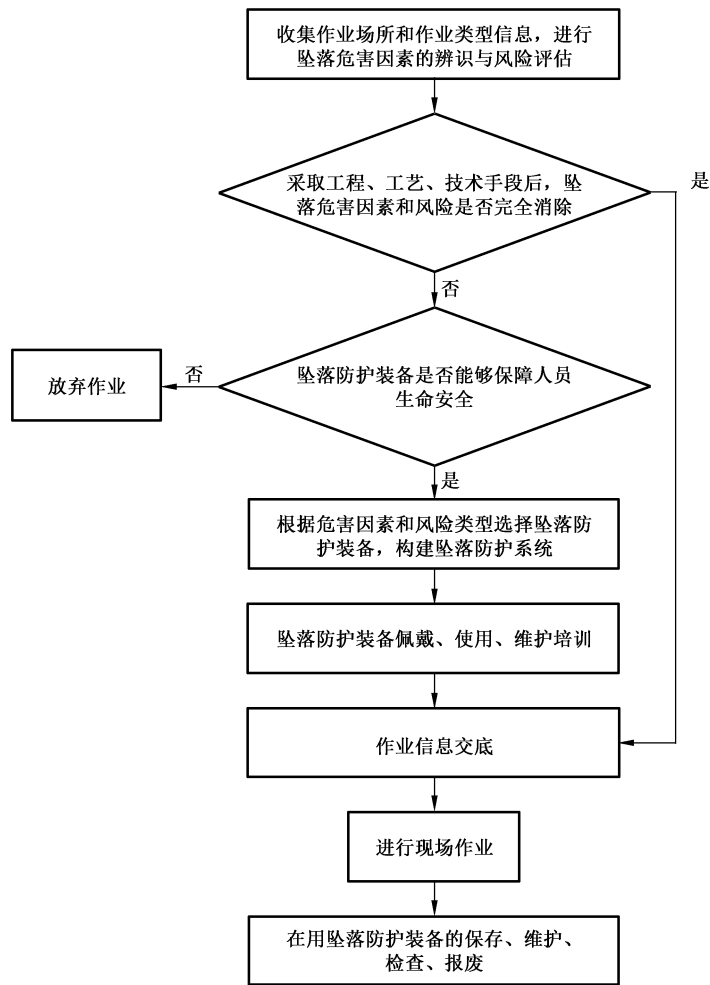 收集作业场所和作业类型信息，进行
坠落危害因素的辨识与风险评估
采取工程、工艺、技术手段后，坠
落危害因素和风险是否完全消除
是
否
坠落防护装备是否能够保障人员
生命安全
否
放弃作业
是
根据危害因素和风险类型选择坠落防
护装备，构建坠落防护系统
坠落防护装备佩戴、使用、维护培训
作业信息交底
进行现场作业
在用坠落防护装备的保存、维护、
检查、报废